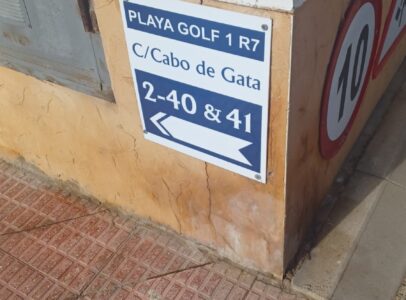 PLAYA GOLF 1 R7
C/Cabo de Gata
2-40 & 41
10